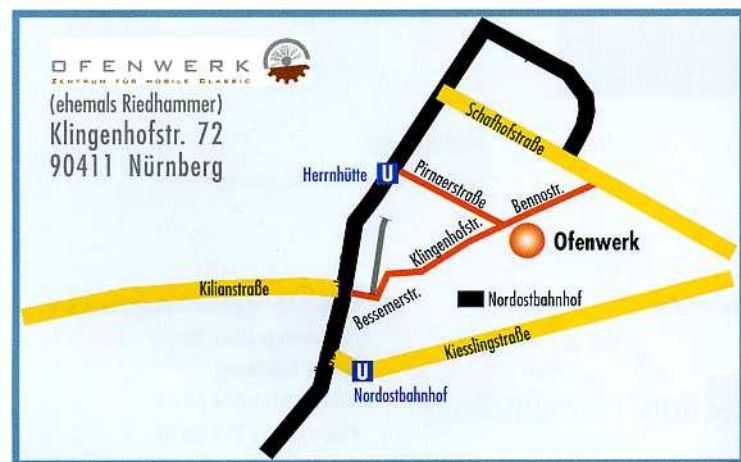 OFENWERK
ZENTRUM FÜR MOBILE CLASSIC
(ehemals Riedhammer)
Klingenhofstr. 72
90411 Nürnberg
Schafhofstraße
Herrnhütte U
Pirnaerstraße
Bennostr.
Klingenhofstr.
Ofenwerk
Kilianstraße
Bessemerstr.
Nordostbahnhof
Kiesslingstraße
U
Nordostbahnhof